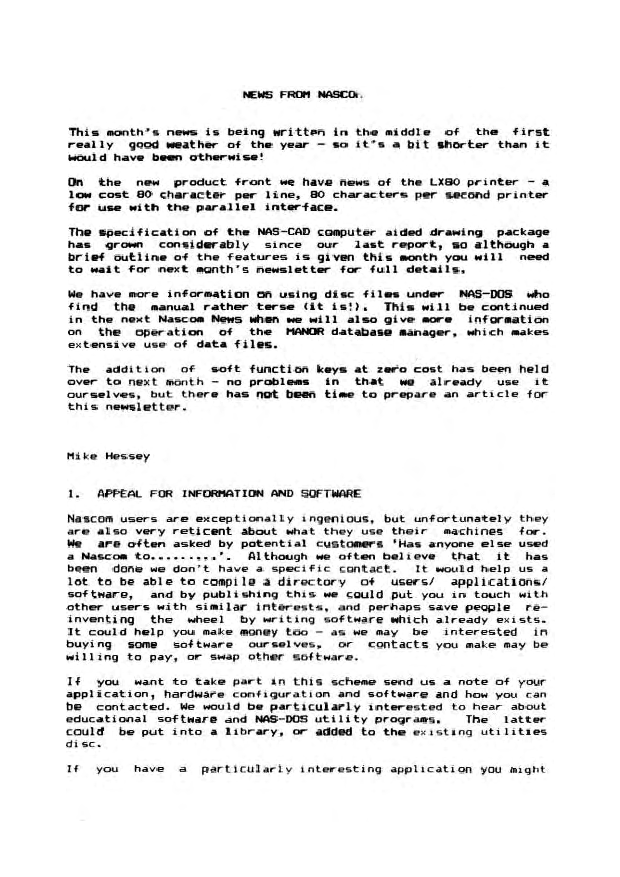 NEWS FROM NASCOM
This month's news is being written in the middle of the first
really good weather of the year - so it's a bit shorter than it
would have been otherwise!
On the new product front we have news of the LX80 printer - a
low cost 80 character per line, 80 characters per second printer
for use with the parallel interface.
The specification of the NAS-CAD computer aided drawing package
has grown considerably since our last report, so although a
brief outline of the features is given this month you will need
to wait for next month's newsletter for full details.
We have more information on using disc files under NAS-DOS who
find the manual rather terse (it is!). This will be continued
in the next Nascom News when we will also give more information
on the operation of the MANOR database manager, which makes
extensive use of data files.
The addition of soft function keys at zero cost has been held
over to next month - no problems in that we already use it
ourselves, but there has not been time to prepare an article for
this newsletter.
Mike Hessey
1. APPEAL FOR INFORMATION AND SOFTWARE
Nascom users are exceptionally ingenious, but unfortunately they
are also very reticent about what they use their machines for.
We are often asked by potential customers 'Has anyone else used
a Nascom to.........'. Although we often believe that it has
been done we don't have a specific contact. It would help us a
lot to be able to compile a directory of users/ applications/
software, and by publishing this we could put you in touch with
other users with similar interests, and perhaps save people re-
inventing the wheel by writing software which already exists.
It could help you make money too - as we may be interested in
buying some software ourselves, or contacts you make may be
willing to pay, or swap other software.
If you want to take part in this scheme send us a note of your
application, hardware configuration and software and how you can
be contacted. We would be particularly interested to hear about
educational software and NAS-DOS utility programs. The latter
could be put into a library, or added to the existing utilities
disc.
If you have a particularly interesting application you might